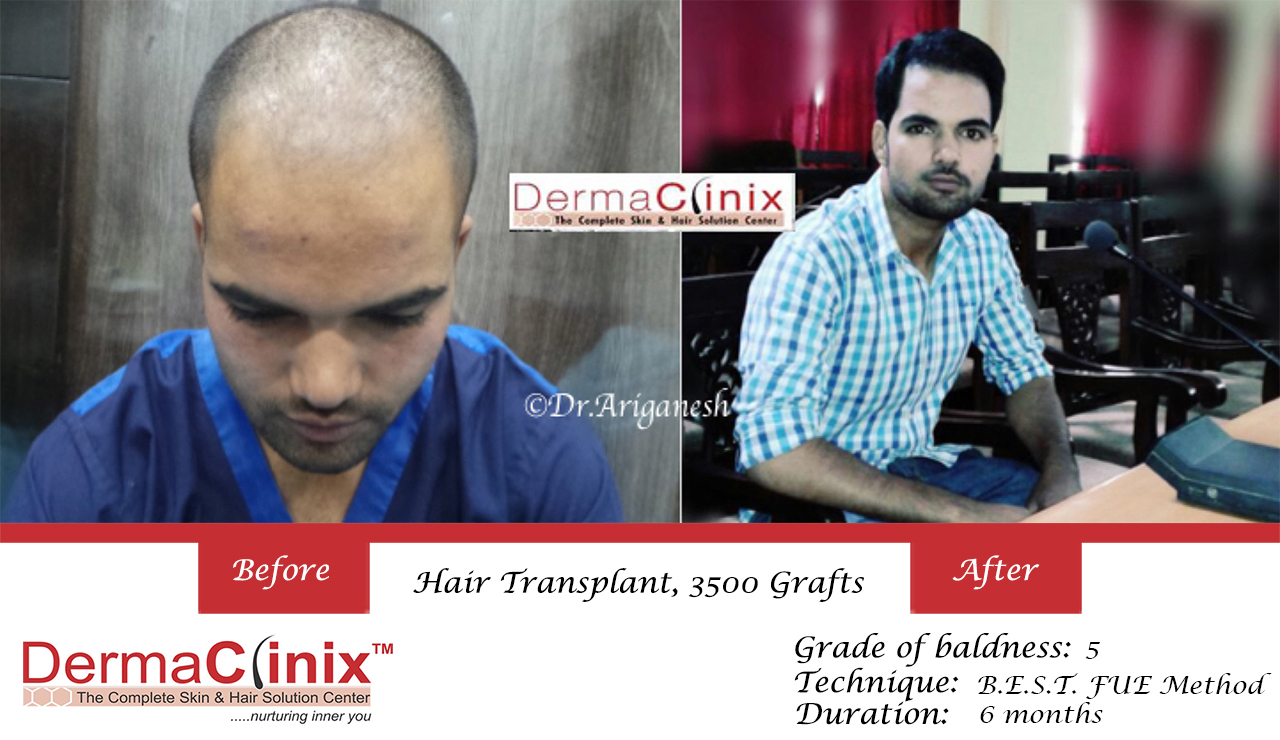 DermaClinix
The Complete Skin & Hair Solution Center
©Dr.Ariganesh
Before
Hair Transplant, 3500 Grafts
After
DermaClinix™
The Complete Skin & Hair Solution Center
.....nurturing inner you
Grade of baldness: 5
Technique: B.E.S.T. FUE Method
Duration: 6 months